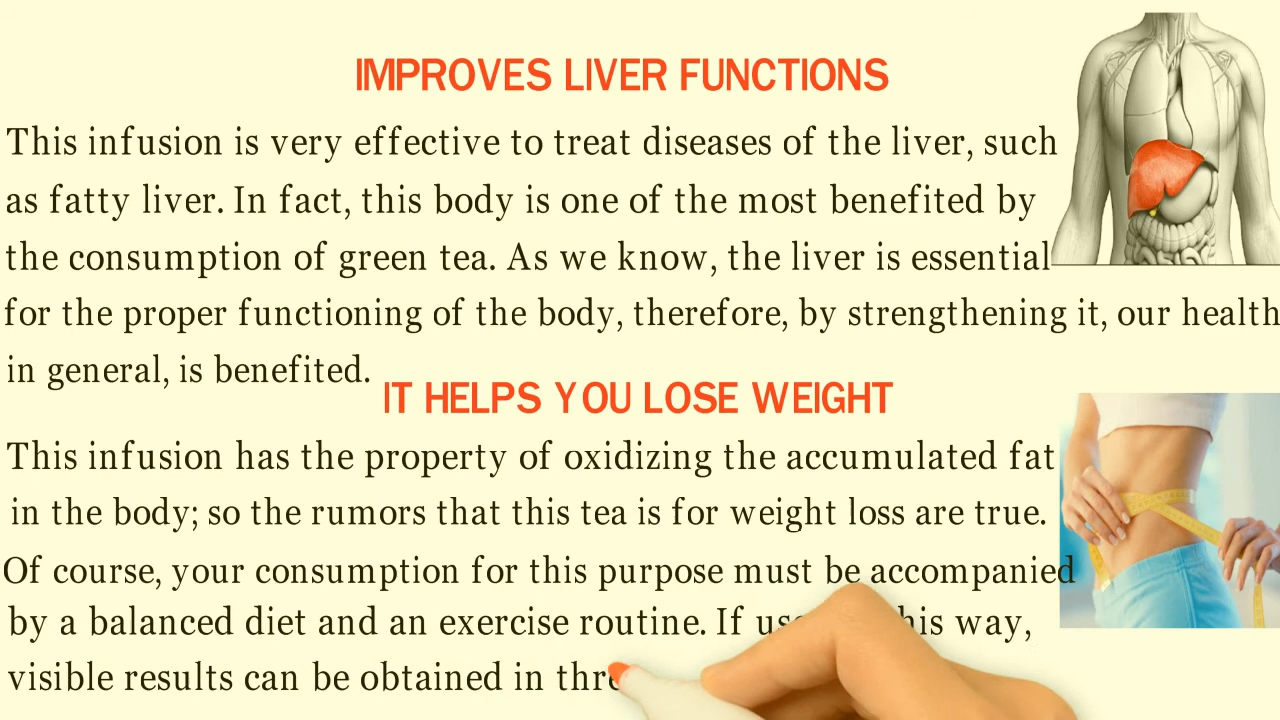 IMPROVES LIVER FUNCTIONS
This infusion is very effective to treat diseases of the liver, such
as fatty liver. In fact, this body is one of the most benefited by
the consumption of green tea. As we know, the liver is essential
for the proper functioning of the body, therefore, by strengthening it, our health
in general, is benefited.
IT HELPS YOU LOSE WEIGHT
This infusion has the property of oxidizing the accumulated fat
in the body; so the rumors that this tea is for weight loss are true.
Of course, your consumption for this purpose must be accompanied
by a balanced diet and an exercise routine. If way,
visible results can be obtained in